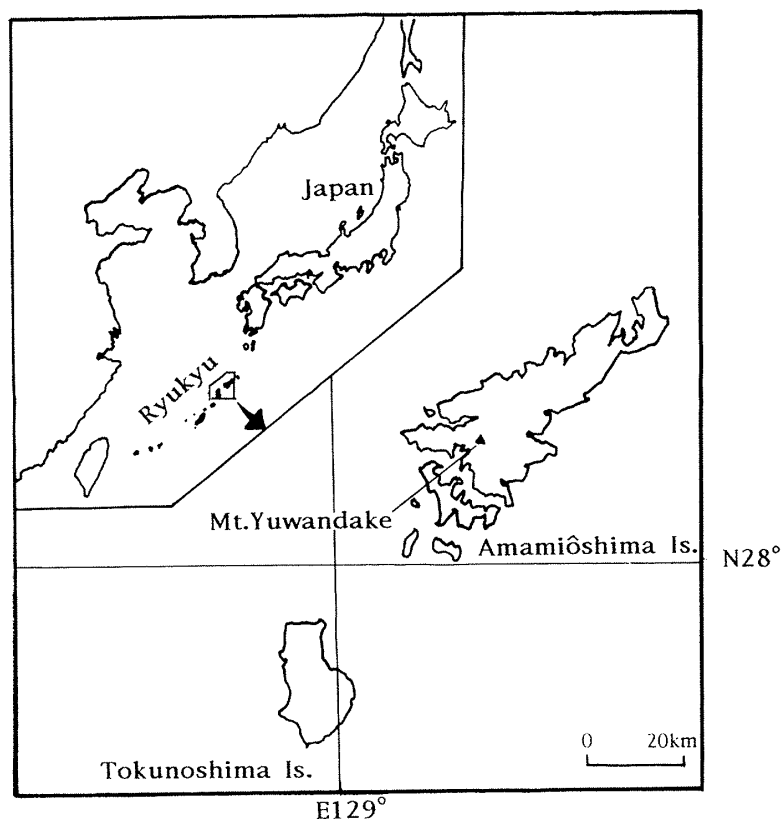 Japan
Ryukyu
Mt.Yuwandake
Amamiôshima Is.
N28°
0 20km
Tokunoshima Is.
E129°